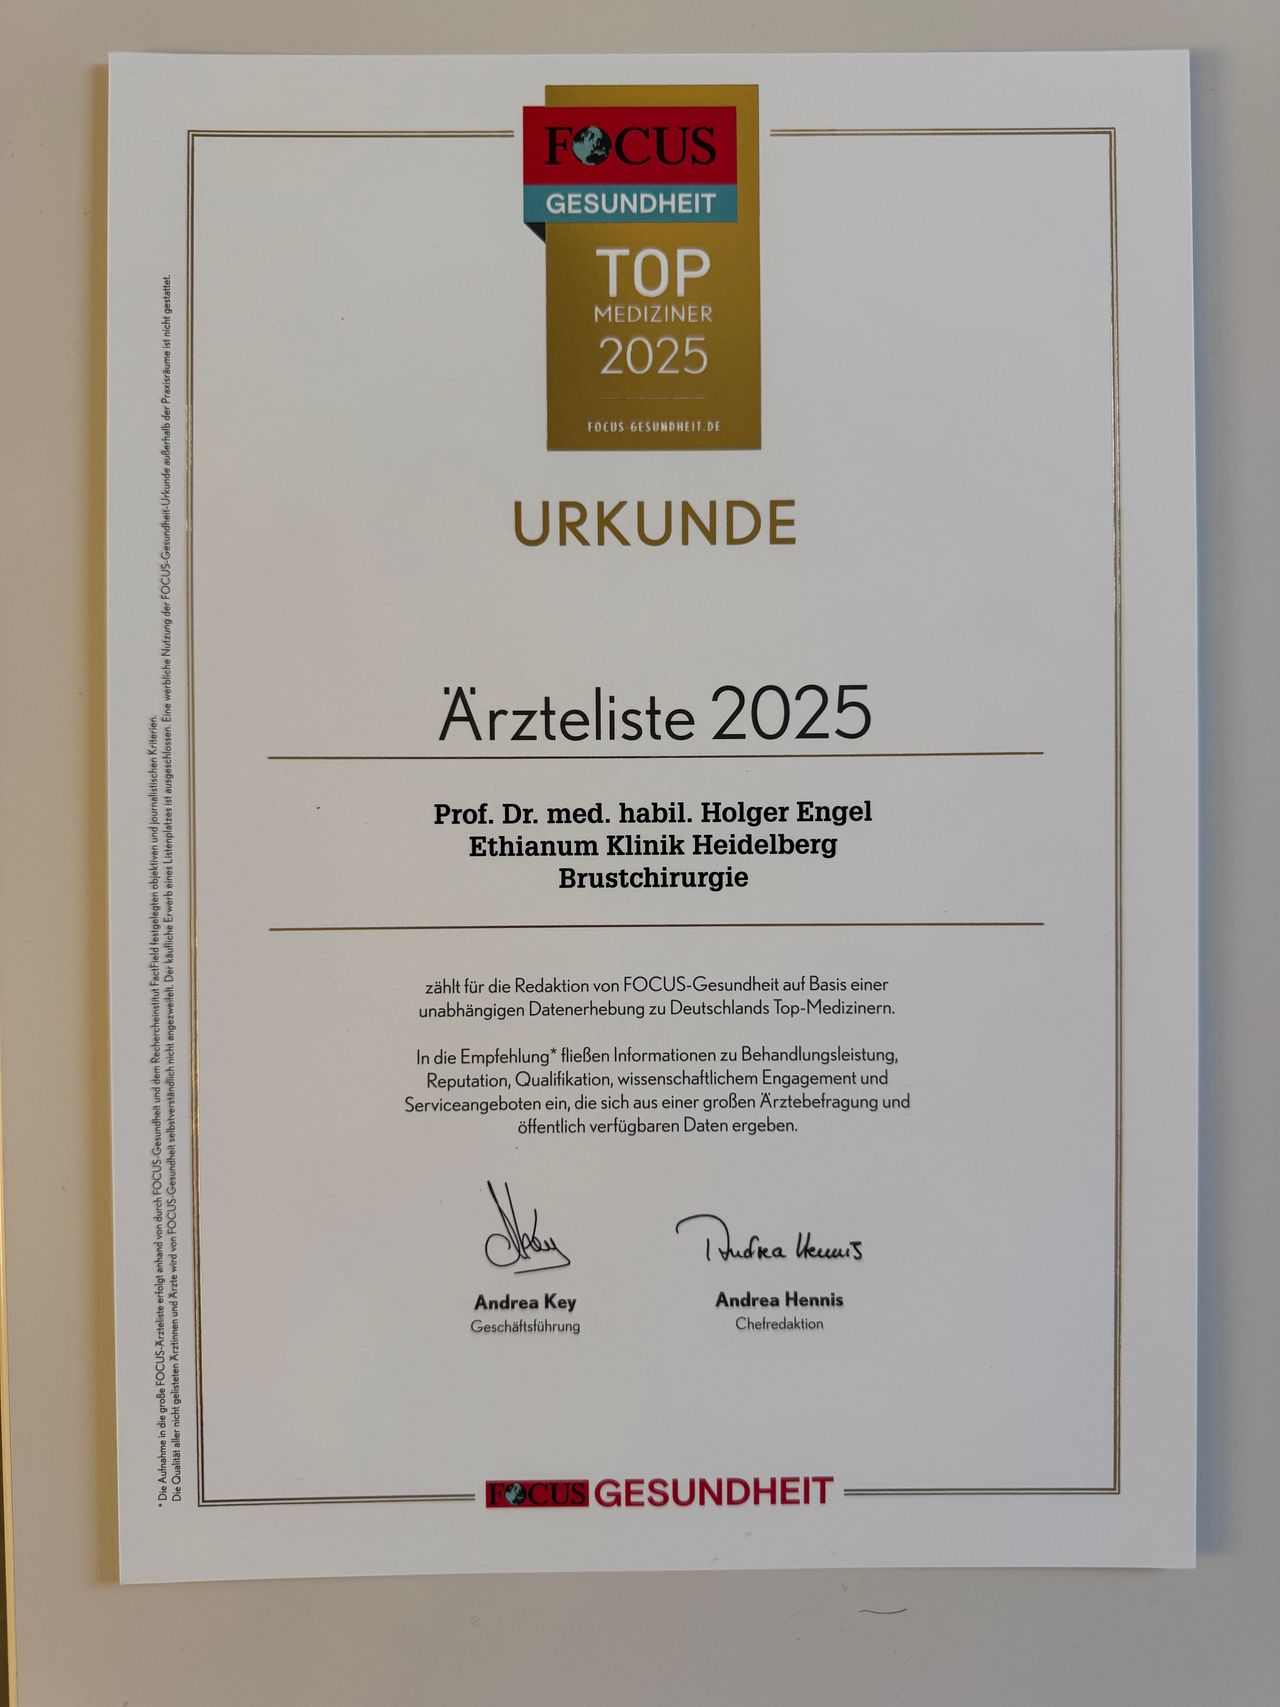 FOCUS
GESUNDHEIT
TOP
MEDIZINER
2025
FOCUS-GESUNDHEIT.DE
URKUNDE
Ärzteliste 2025
Prof. Dr. med. habil. Holger Engel
Ethianum Klinik Heidelberg
Brustchirurgie
zählt für die Redaktion von FOCUS-Gesundheit auf Basis einer
unabhängigen Datenerhebung zu Deutschlands Top-Medizinern.
In die Empfehlung* fließen Informationen zu Behandlungsleistung,
Reputation, Qualifikation, wissenschaftlichem Engagement und
Serviceangeboten ein, die sich aus einer großen Ärztebefragung und
öffentlich verfügbaren Daten ergeben.
Andrea Hennis
Andrea Key
Geschäftsführung
Andrea Hennis
Chefredaktion
FOCUS GESUNDHEIT
* Die Aufnahme in die große FOCUS-Ärzteliste erfolgt anhand von durch FOCUS-Gesundheit und dem Rechercheinstitut FactField festgelegten objektiven und journalistischen Kriterien.
Die Qualität aller nicht gelisteten Ärztinnen und Ärzte wird von FOCUS-Gesundheit selbstverständlich nicht angezweifelt. Der käufliche Erwerb eines Listenplatzes ist ausgeschlossen. Eine werbliche Nutzung der FOCUS-Gesundheit-Urkunde außerhalb der Praxisräume ist nicht gestattet.